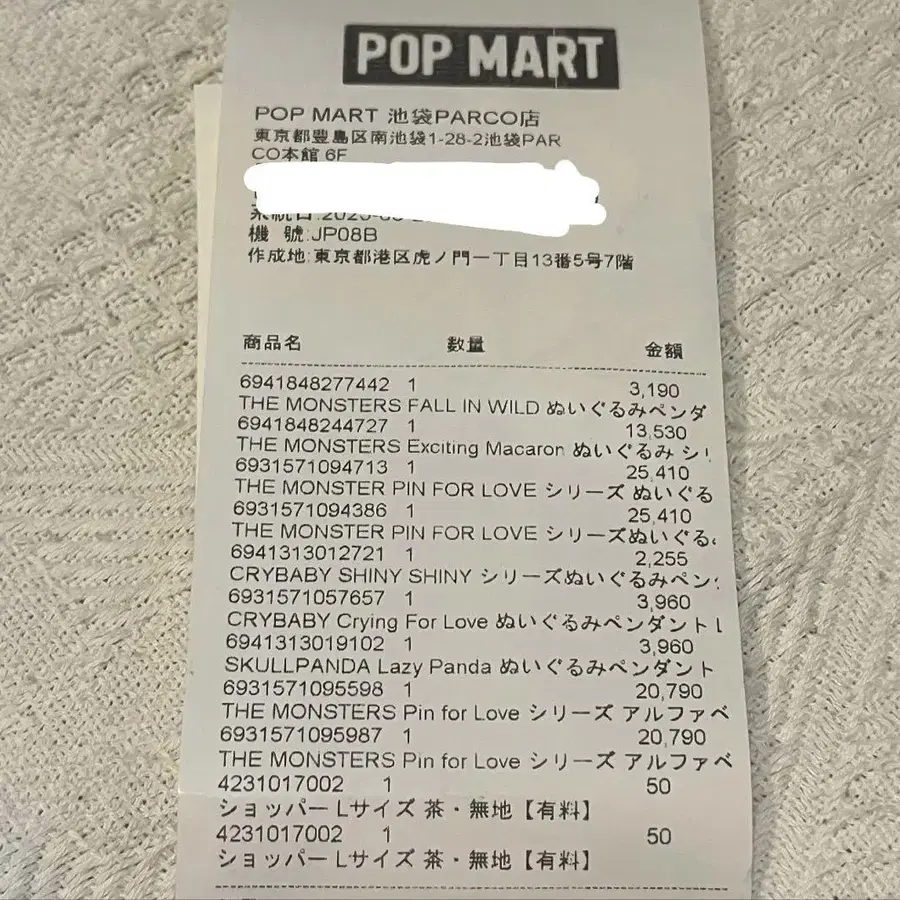 POP MART
POP MART 池袋PARCO店
東京都豊島区南池袋1-28-2池袋PAR
CO本館 6F
機 號:JP08B
作成地:東京都港区虎ノ門一丁目13番5号7階
商品名 数量 金額
6941848277442 1 3,190
THE MONSTERS FALL IN WILD ぬいぐるみペンダ
6941848244727 1 13,530
THE MONSTERS Exciting Macaron ぬいぐるみ シリ
6931571094713 1 25,410
THE MONSTER PIN FOR LOVE シリーズ ぬいぐる
6931571094386 1 25,410
THE MONSTER PIN FOR LOVE シリーズぬいぐる
6941313012721 1 2,255
CRYBABY SHINY SHINY シリーズぬいぐるみペン
6931571057657 1 3,960
CRYBABY Crying For Love ぬいぐるみペンダント
6941313019102 1 3,960
SKULLPANDA Lazy Panda ぬいぐるみペンダント
6931571095598 1 20,790
THE MONSTERS Pin for Love シリーズ アルファベ
6931571095987 1 20,790
THE MONSTERS Pin for Love シリーズ アルファベ
4231017002 1 50
ショッパー Lサイズ 茶・無地【有料】
4231017002 1 50
ショッパー Lサイズ 茶・無地【有料】